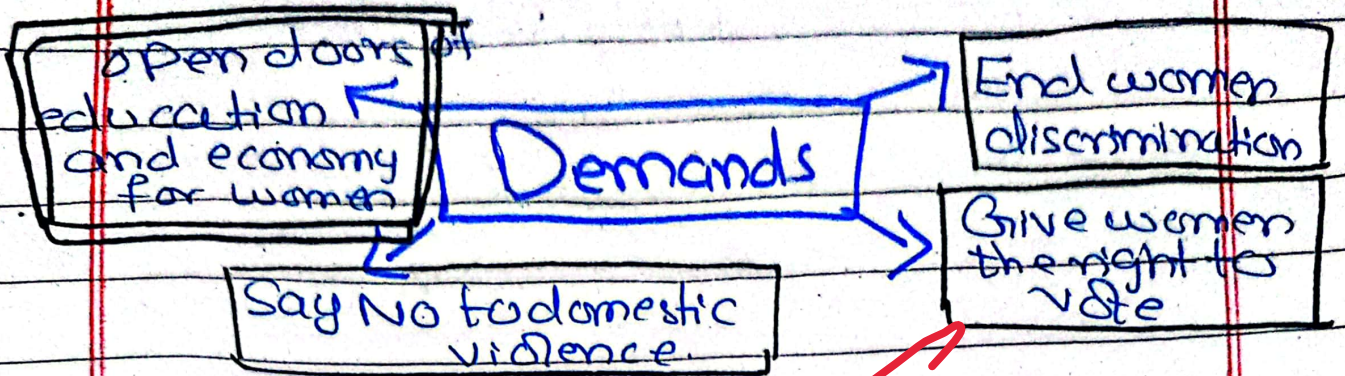 open doors of
educcation
and economy
for women
Demands
End women
discrimination
Give women
the right to
vote
Say No to domestic
violence.